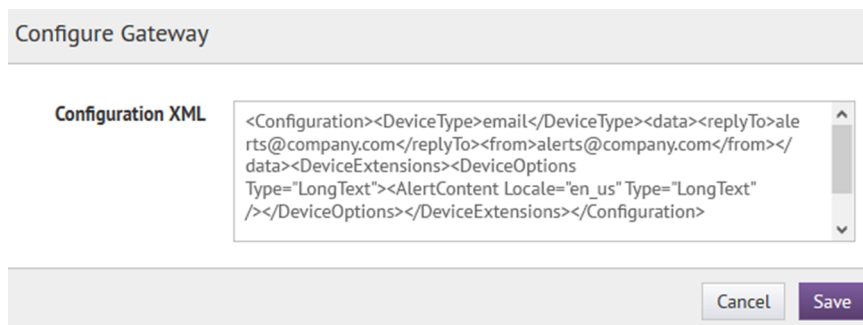 Configure Gateway
Configuration XML
<Configuration><DeviceType>email</DeviceType><data><replyTo>ale
rts@company.com</replyTo><from>alerts@company.com</from></
data><DeviceExtensions><DeviceOptions
Type="LongText"><AlertContent Locale="en_us" Type="LongText"
/></DeviceOptions></DeviceExtensions></Configuration>
Cancel
Save